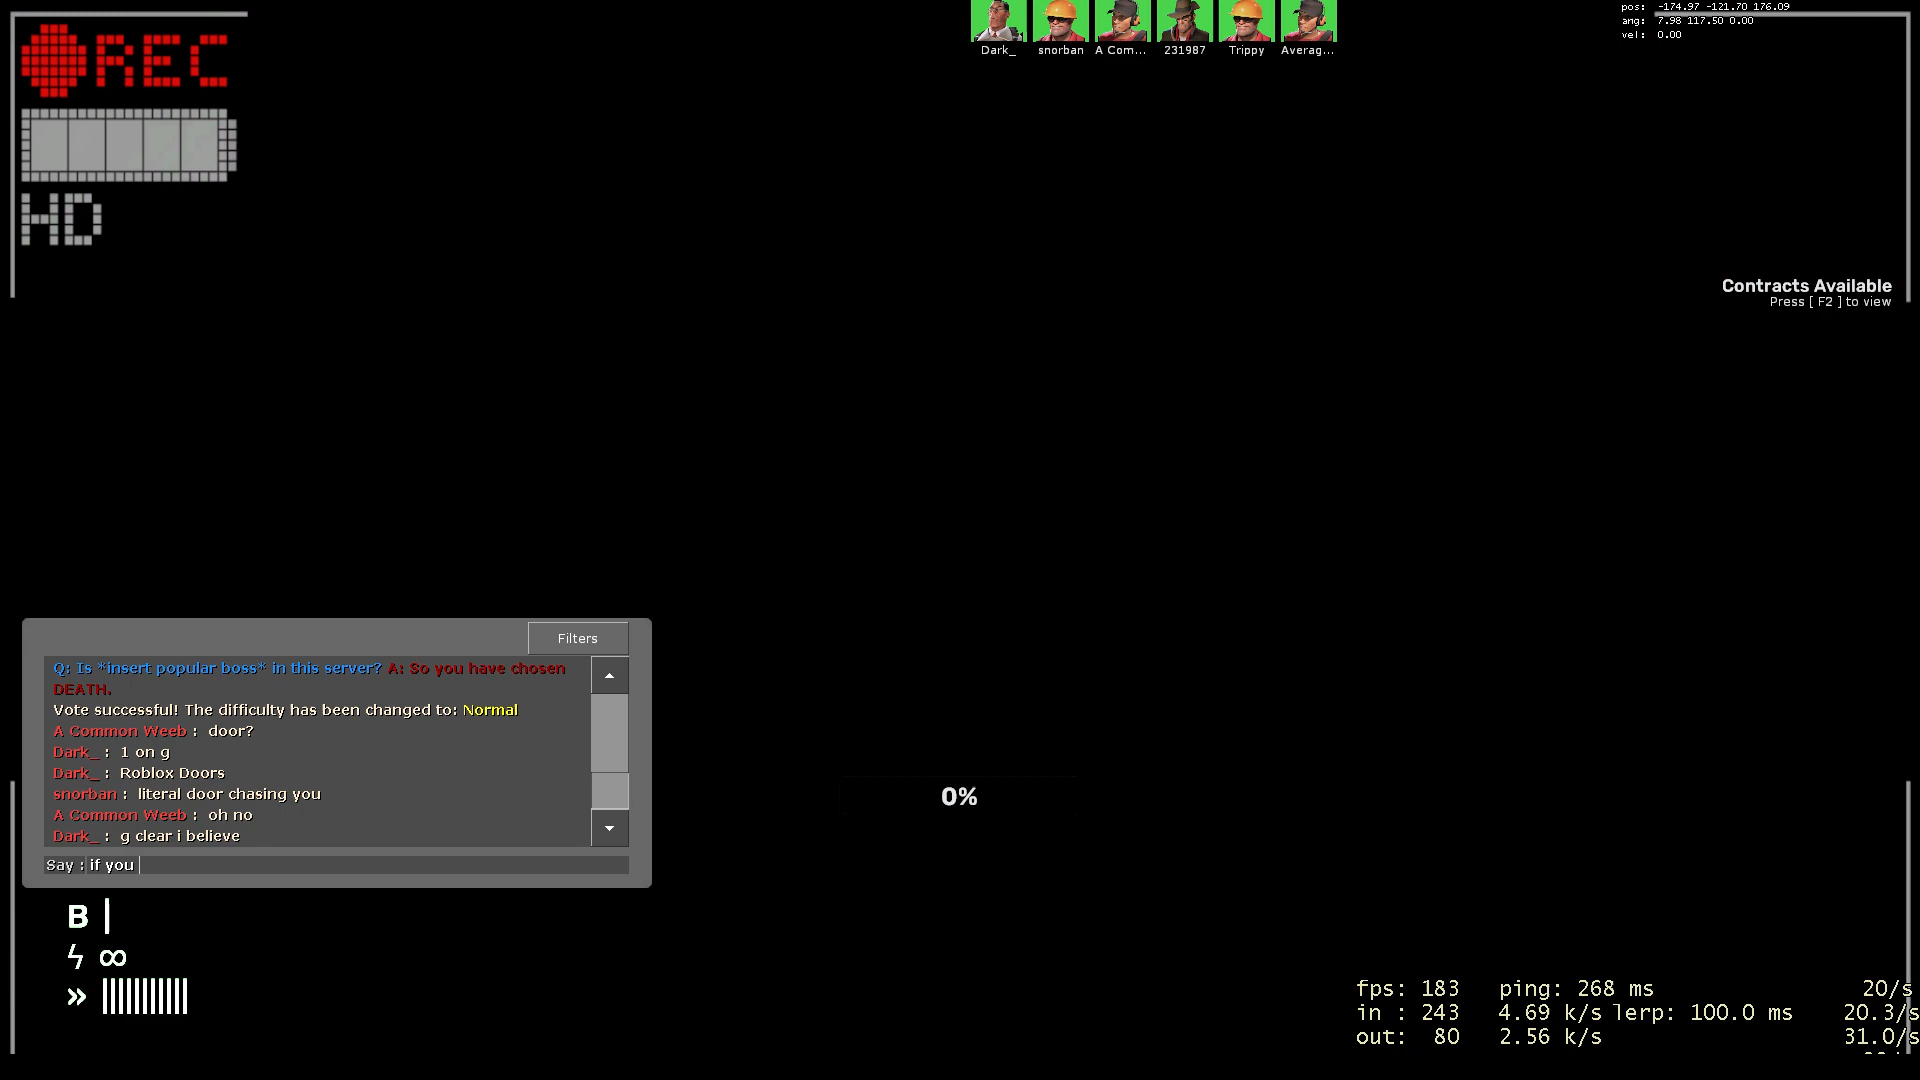 REC
HD
Dark_ snorban A Com... 231987 Trippy Averag...
pos: -174.97 -121.70 176.09
ang: 7.98 117.50 0.00
vel: 0.00
Contracts Available
Press [ F2 ] to view
Filters
Q: Is *insert popular boss* in this server? A: So you have chosen
DEATH.
Vote successful! The difficulty has been changed to: Normal
A Common Weeb : door?
Dark_ : 1 on g
Dark_ : Roblox Doors
snorban : literal door chasing you
A Common Weeb : oh no
Dark_ : g clear i believe
Say : if you
0%
B
∞
fps: 183 ping: 268 ms 20/s
in : 243 4.69 k/s lerp: 100.0 ms 20.3/s
out: 80 2.56 k/s 31.0/s